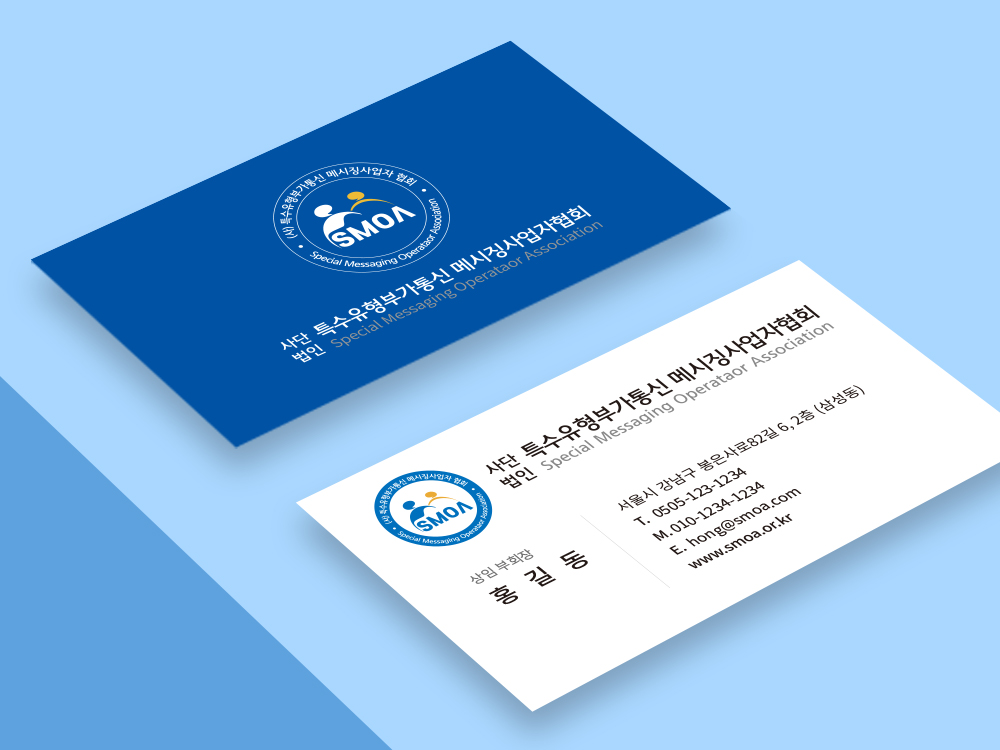 (사) 특수유형부가통신 메시징사업자 협회
SMOA
Special Messaging Operataor Association
사단 특수유형부가통신 메시징사업자협회
법인 Special Messaging Operataor Association
사단 특수유형부가통신 메시징사업자협회
법인 Special Messaging Operataor Association
(사) 특수유형부가통신 메시징사업자 협회
SMOA
Special Messaging Operataor Association
상임 부회장
홍 길 동
서울시 강남구 봉은사로82길 6, 2층 (삼성동)
T. 0505-123-1234
M. 010-1234-1234
E. hong@smoa.com
www.smoa.or.kr